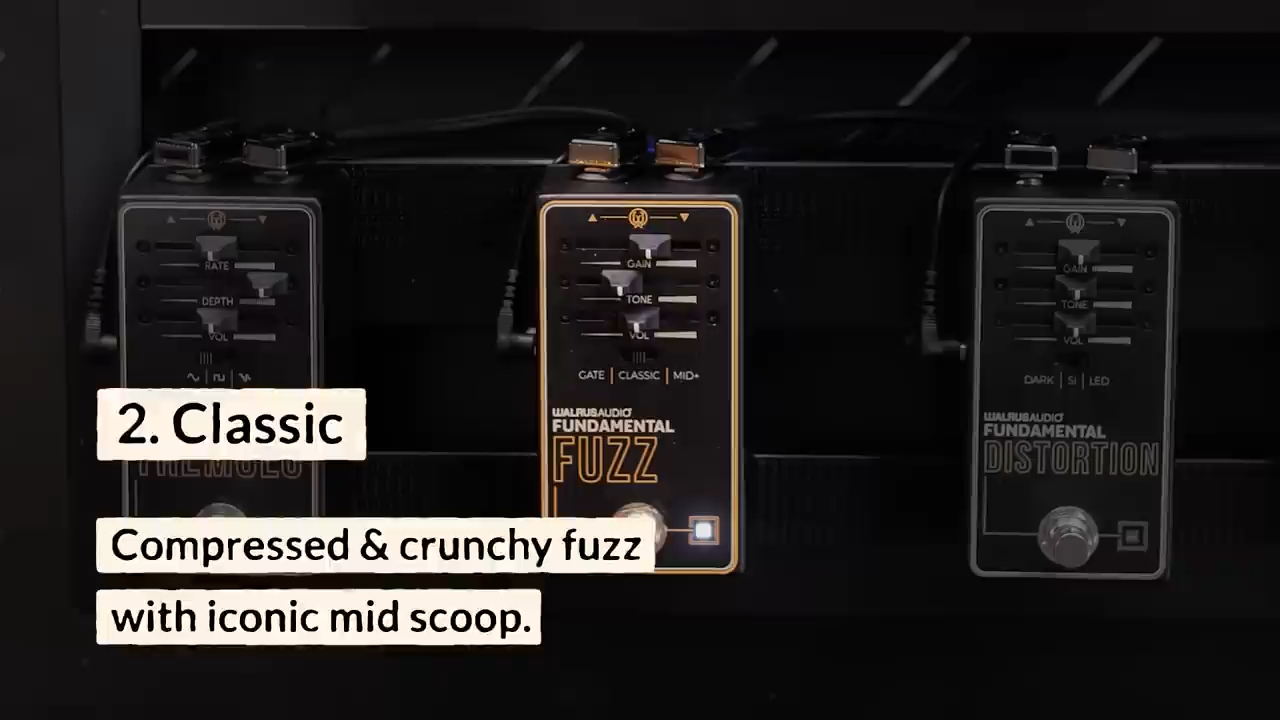 RATE
DEPTH
VOL
TREMOLO
GAIN
TONE
VOL
GATE | CLASSIC | MID+
WALRUSAUDIO
FUNDAMENTAL
FUZZ
GAIN
TONE
VOL
DARK | SI | LED
WALRUSAUDIO
FUNDAMENTAL
DISTORTION
2. Classic
Compressed & crunchy fuzz
with iconic mid scoop.